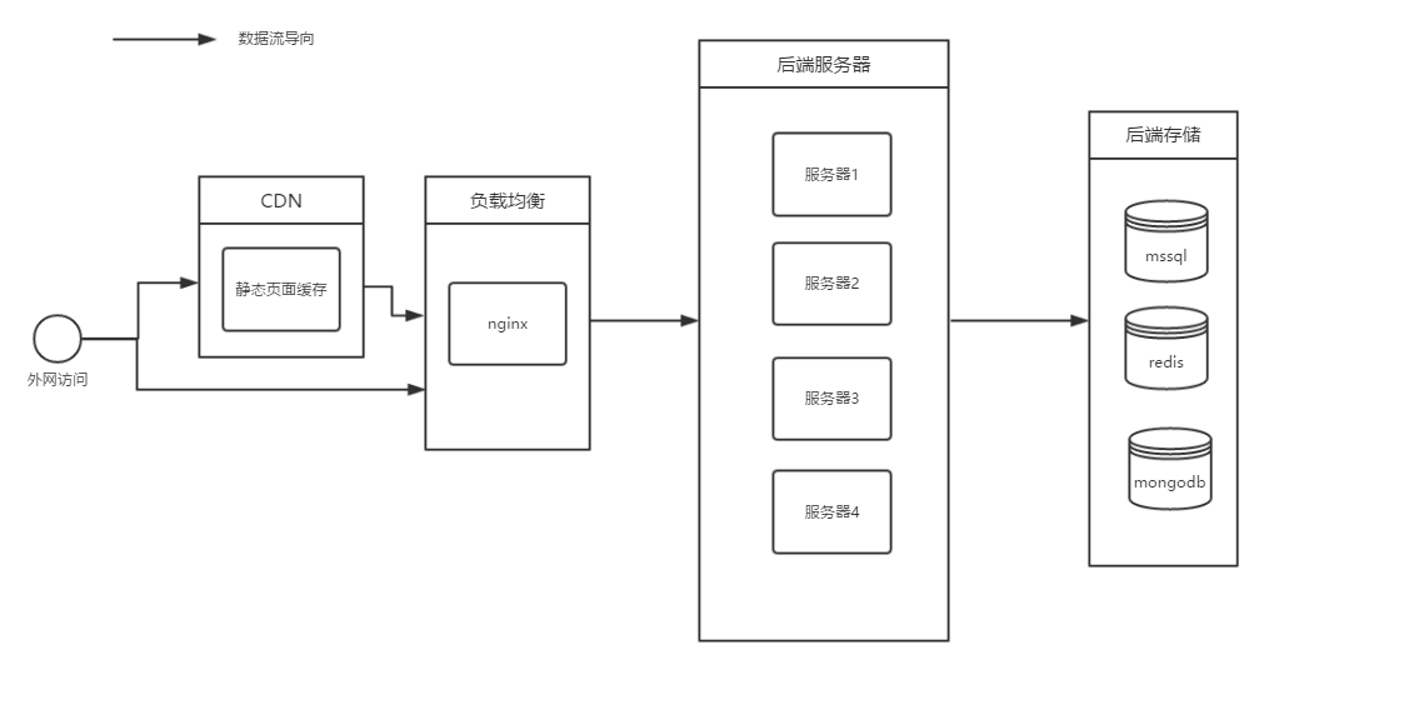 数据流导向
外网访问
CDN
静态页面缓存
负载均衡
nginx
后端服务器
服务器1
服务器2
服务器3
服务器4
后端存储
mssql
redis
mongodb